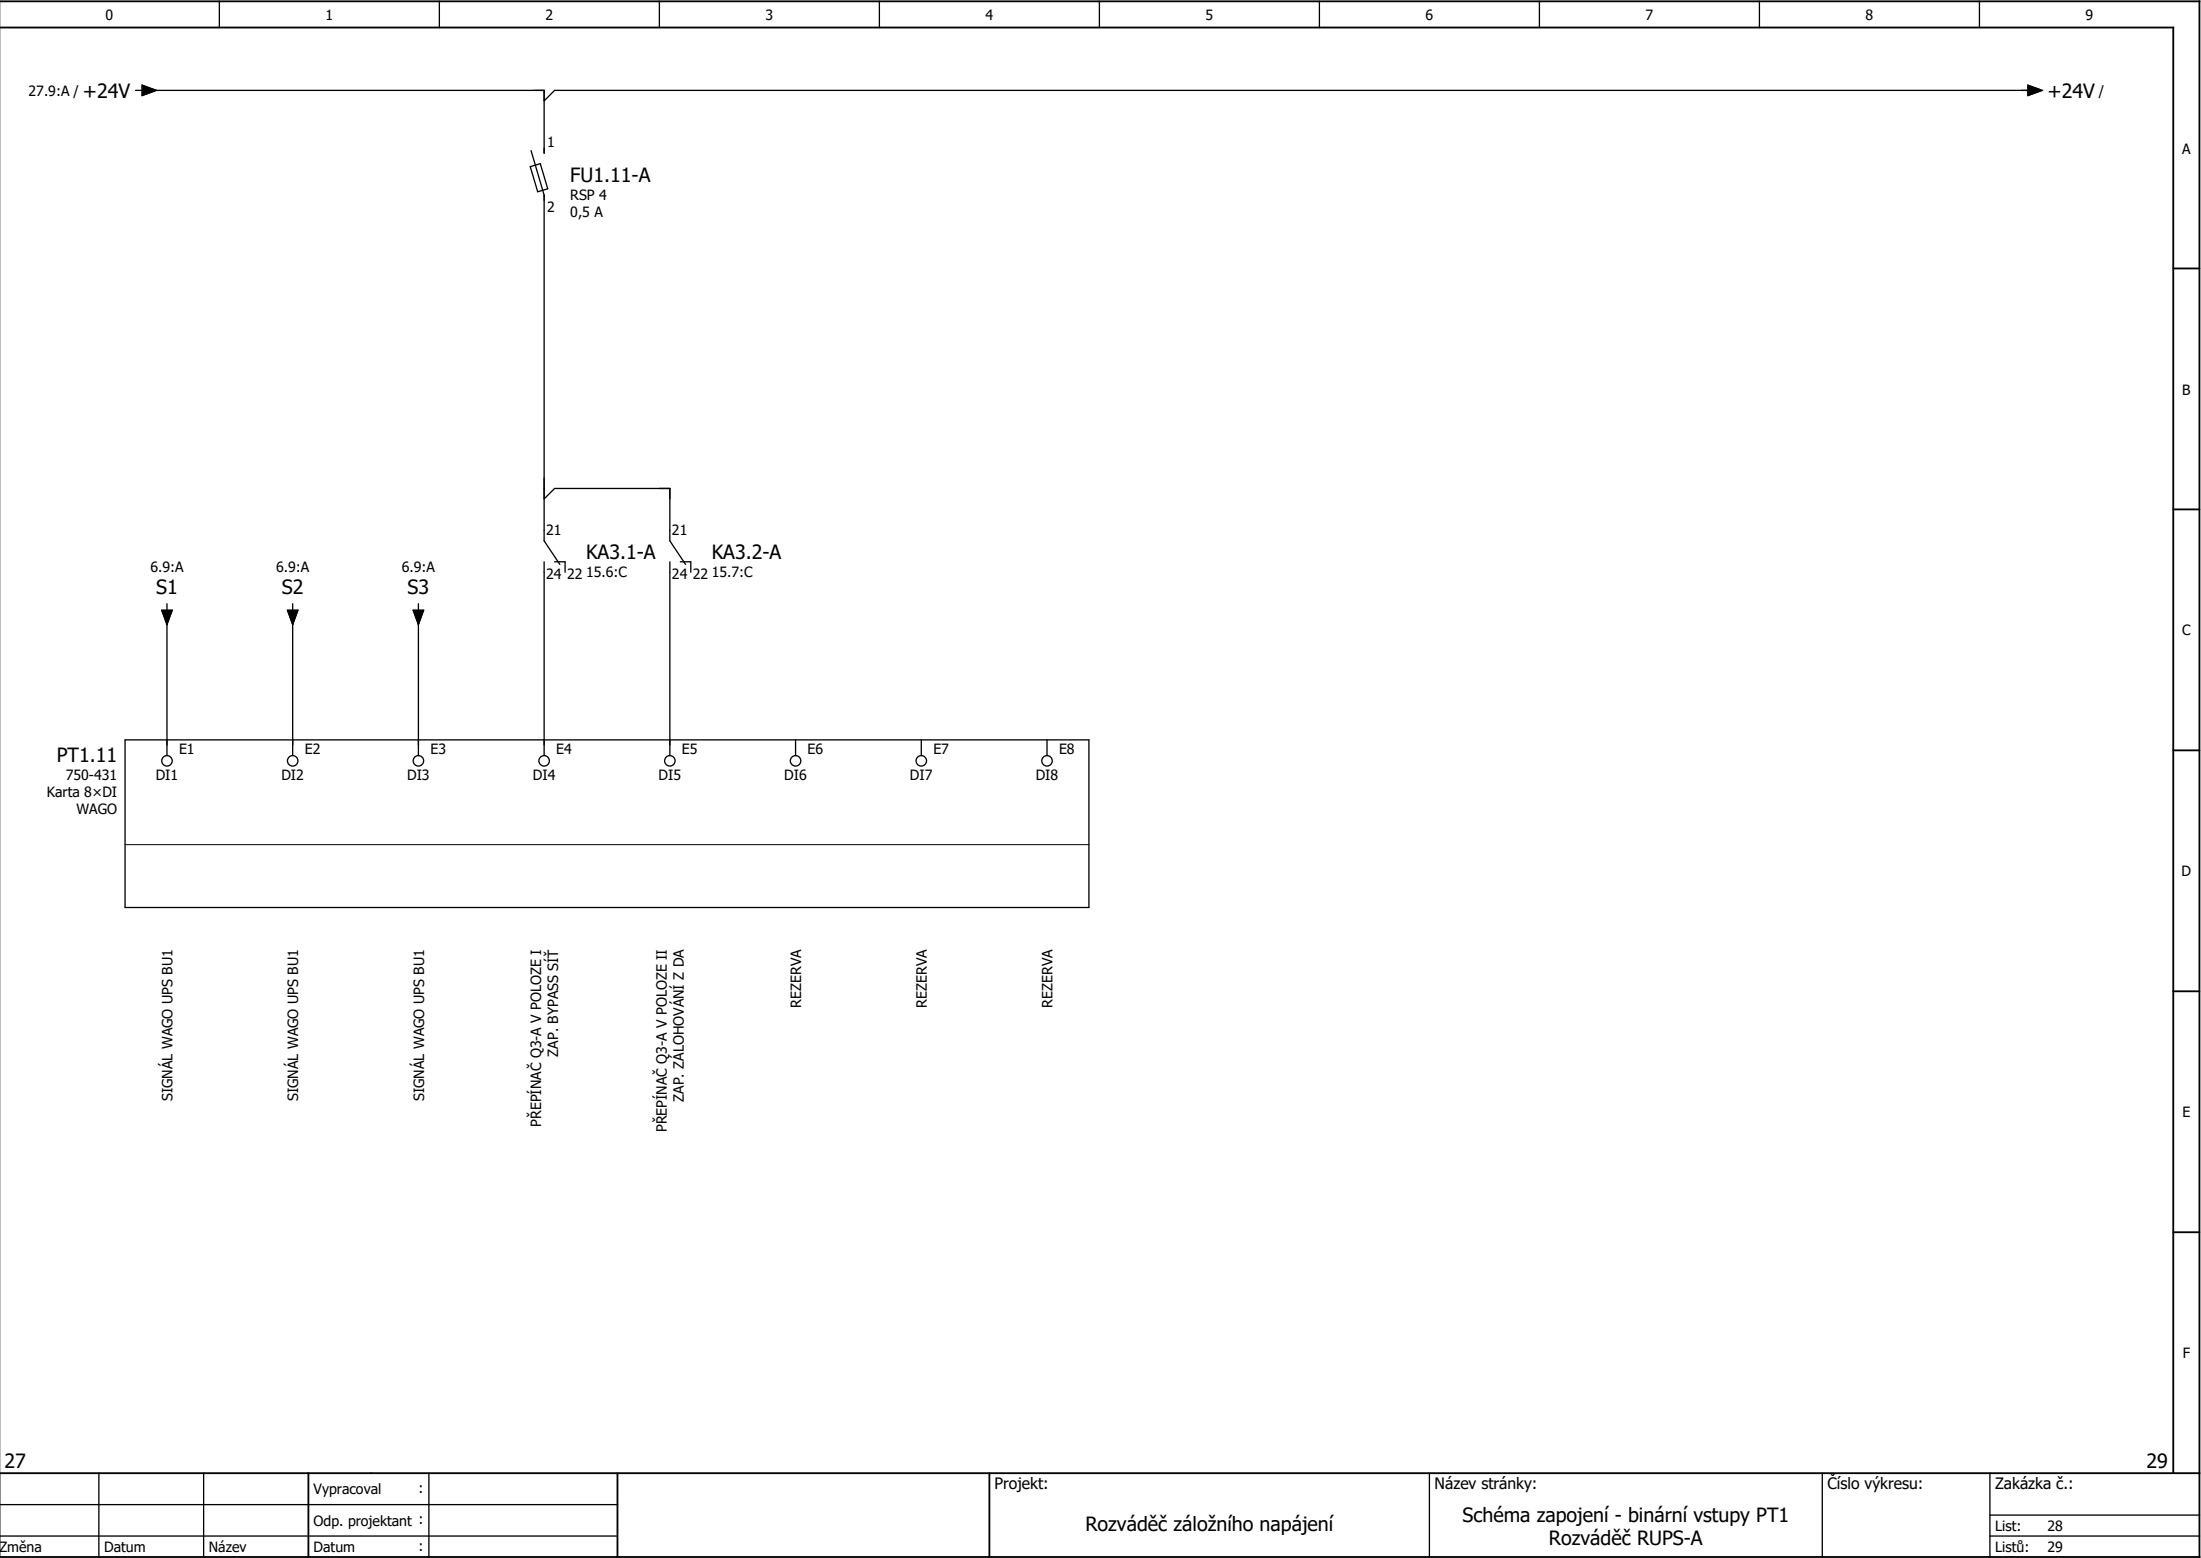 0 1 2 3 4 5 6 7 8 9
27.9:A / +24V
+24V /
A
B
C
D
E
F
1
2
FU1.11-A
RSP 4
0,5 A
21
24 22
KA3.1-A
15.6:C
21
24 22
KA3.2-A
15.7:C
6.9:A
S1
6.9:A
S2
6.9:A
S3
PT1.11
750-431
Karta 8×DI
WAGO
E1
DI1
E2
DI2
E3
DI3
E4
DI4
E5
DI5
E6
DI6
E7
DI7
E8
DI8
SIGNÁL WAGO UPS BU1
SIGNÁL WAGO UPS BU1
SIGNÁL WAGO UPS BU1
PŘEPÍNAČ Q3-A V POLOZE I
ZAP. BYPASS SÍŤ
PŘEPÍNAČ Q3-A V POLOZE II
ZAP. ZÁLOHOVÁNÍ Z DA
REZERVA
REZERVA
REZERVA
27
29
Vypracoval :
Odp. projektant :
Změna Datum Název Datum :
Projekt:
Rozváděč záložního napájení
Název stránky:
Schéma zapojení - binární vstupy PT1
Rozváděč RUPS-A
Číslo výkresu:
Zakázka č.:
List: 28
Listů: 29